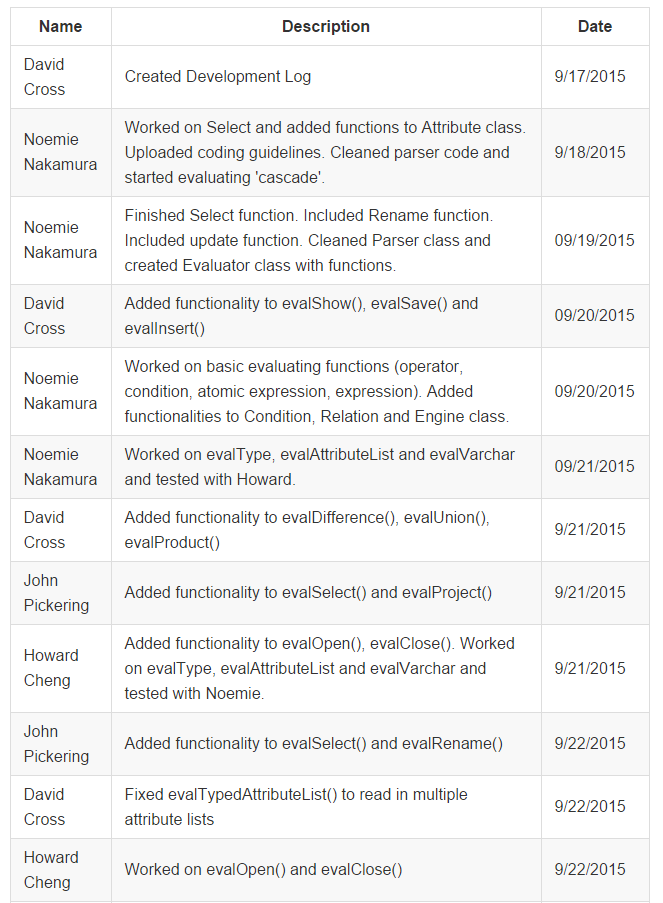 Name Description Date
David
Cross
Created Development Log
9/17/2015
Noemie
Nakamura
Worked on Select and added functions to Attribute class.
Uploaded coding guidelines. Cleaned parser code and
started evaluating 'cascade'.
9/18/2015
Noemie
Nakamura
Finished Select function. Included Rename function.
Included update function. Cleaned Parser class and
created Evaluator class with functions.
09/19/2015
David
Cross
Added functionality to evalShow(), evalSave() and
evalInsert()
09/20/2015
Noemie
Nakamura
Worked on basic evaluating functions (operator,
condition, atomic expression, expression). Added
functionalities to Condition, Relation and Engine class.
09/20/2015
Noemie
Nakamura
Worked on evalType, evalAttributeList and evalVarchar
and tested with Howard.
09/21/2015
David
Cross
Added functionality to evalDifference(), evalUnion(),
evalProduct()
9/21/2015
John
Pickering
Added functionality to evalSelect() and evalProject()
9/21/2015
Howard
Cheng
Added functionality to evalOpen(), evalClose(). Worked
on evalType, evalAttributeList and evalVarchar and
tested with Noemie.
9/21/2015
John
Pickering
Added functionality to evalSelect() and evalRename()
9/22/2015
David
Cross
Fixed evalTypedAttributeList() to read in multiple
attribute lists
9/22/2015
Howard
Cheng
Worked on evalOpen() and evalClose()
9/22/2015